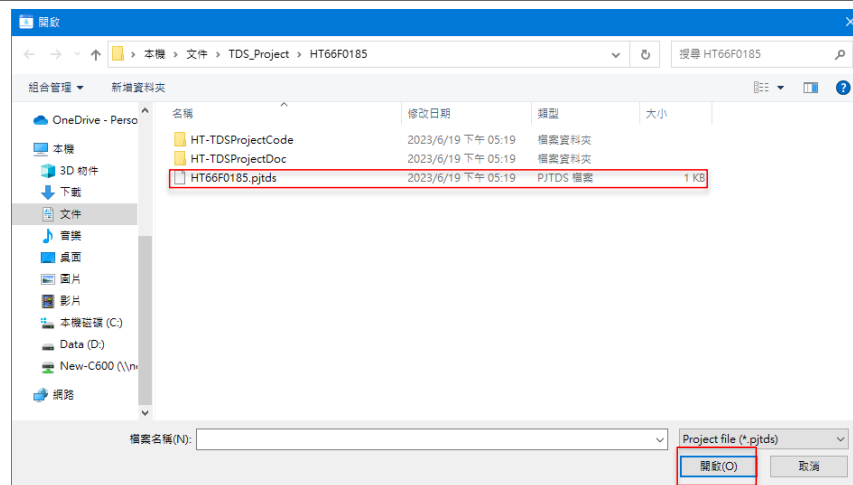 開啟
本機 › 文件 › TDS_Project › HT66F0185
搜尋 HT66F0185
組合管理
新增資料夾
名稱
修改日期
類型
大小
OneDrive - Perso
本機
3D 物件
下載
文件
音樂
桌面
圖片
影片
本機磁碟 (C:)
Data (D:)
New-C600 (\\ne
網路
HT-TDSProjectCode 2023/6/19 下午 05:19 檔案資料夾
HT-TDSProjectDoc 2023/6/19 下午 05:19 檔案資料夾
HT66F0185.pjtds 2023/6/19 下午 05:19 PJTDS 檔案 1 KB
檔案名稱(N):
Project file (*.pjtds)
開啟(O)
取消